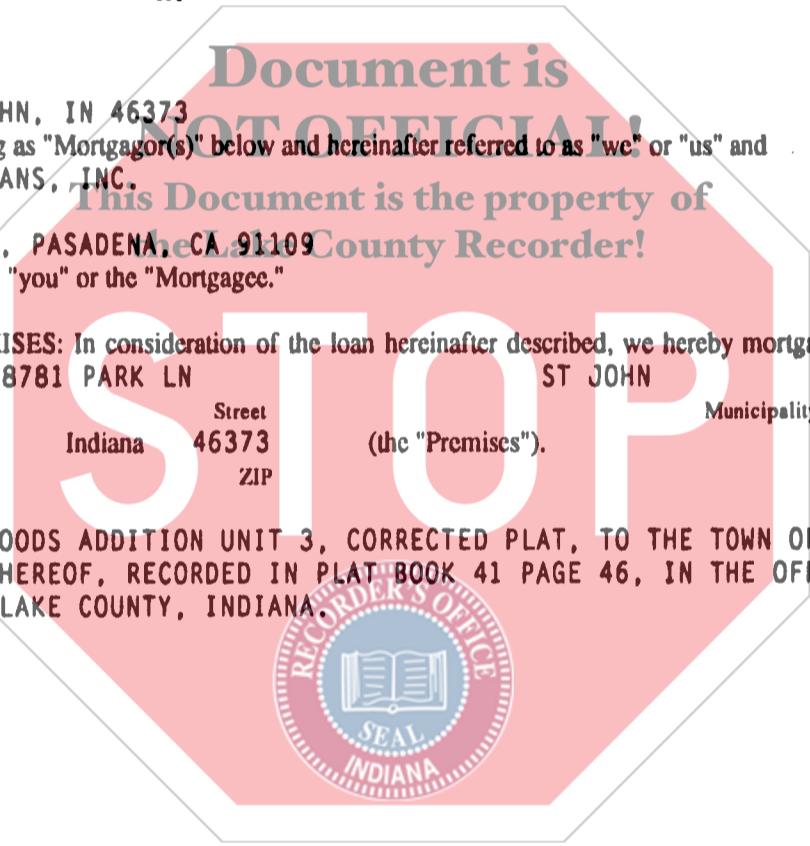 Document is
HN, IN 46373
NOT OFFICIAL!
g as "Mortgagor(s)" below and hereinafter referred to as "we" or "us" and
ANS, INC.
This Document is the property of
, PASADENA, CA 91109
the Lake County Recorder!
"you" or the "Mortgagee."
ISES: In consideration of the loan hereinafter described, we hereby mortga
8781 PARK LN ST JOHN
Street Municipality
Indiana 46373 (the "Premises").
ZIP
STOP
OODS ADDITION UNIT 3, CORRECTED PLAT, TO THE TOWN OF
HEREOF, RECORDED IN PLAT BOOK 41 PAGE 46, IN THE OFF
LAKE COUNTY, INDIANA.
RECORDER'S OFFICE
SEAL
INDIANA